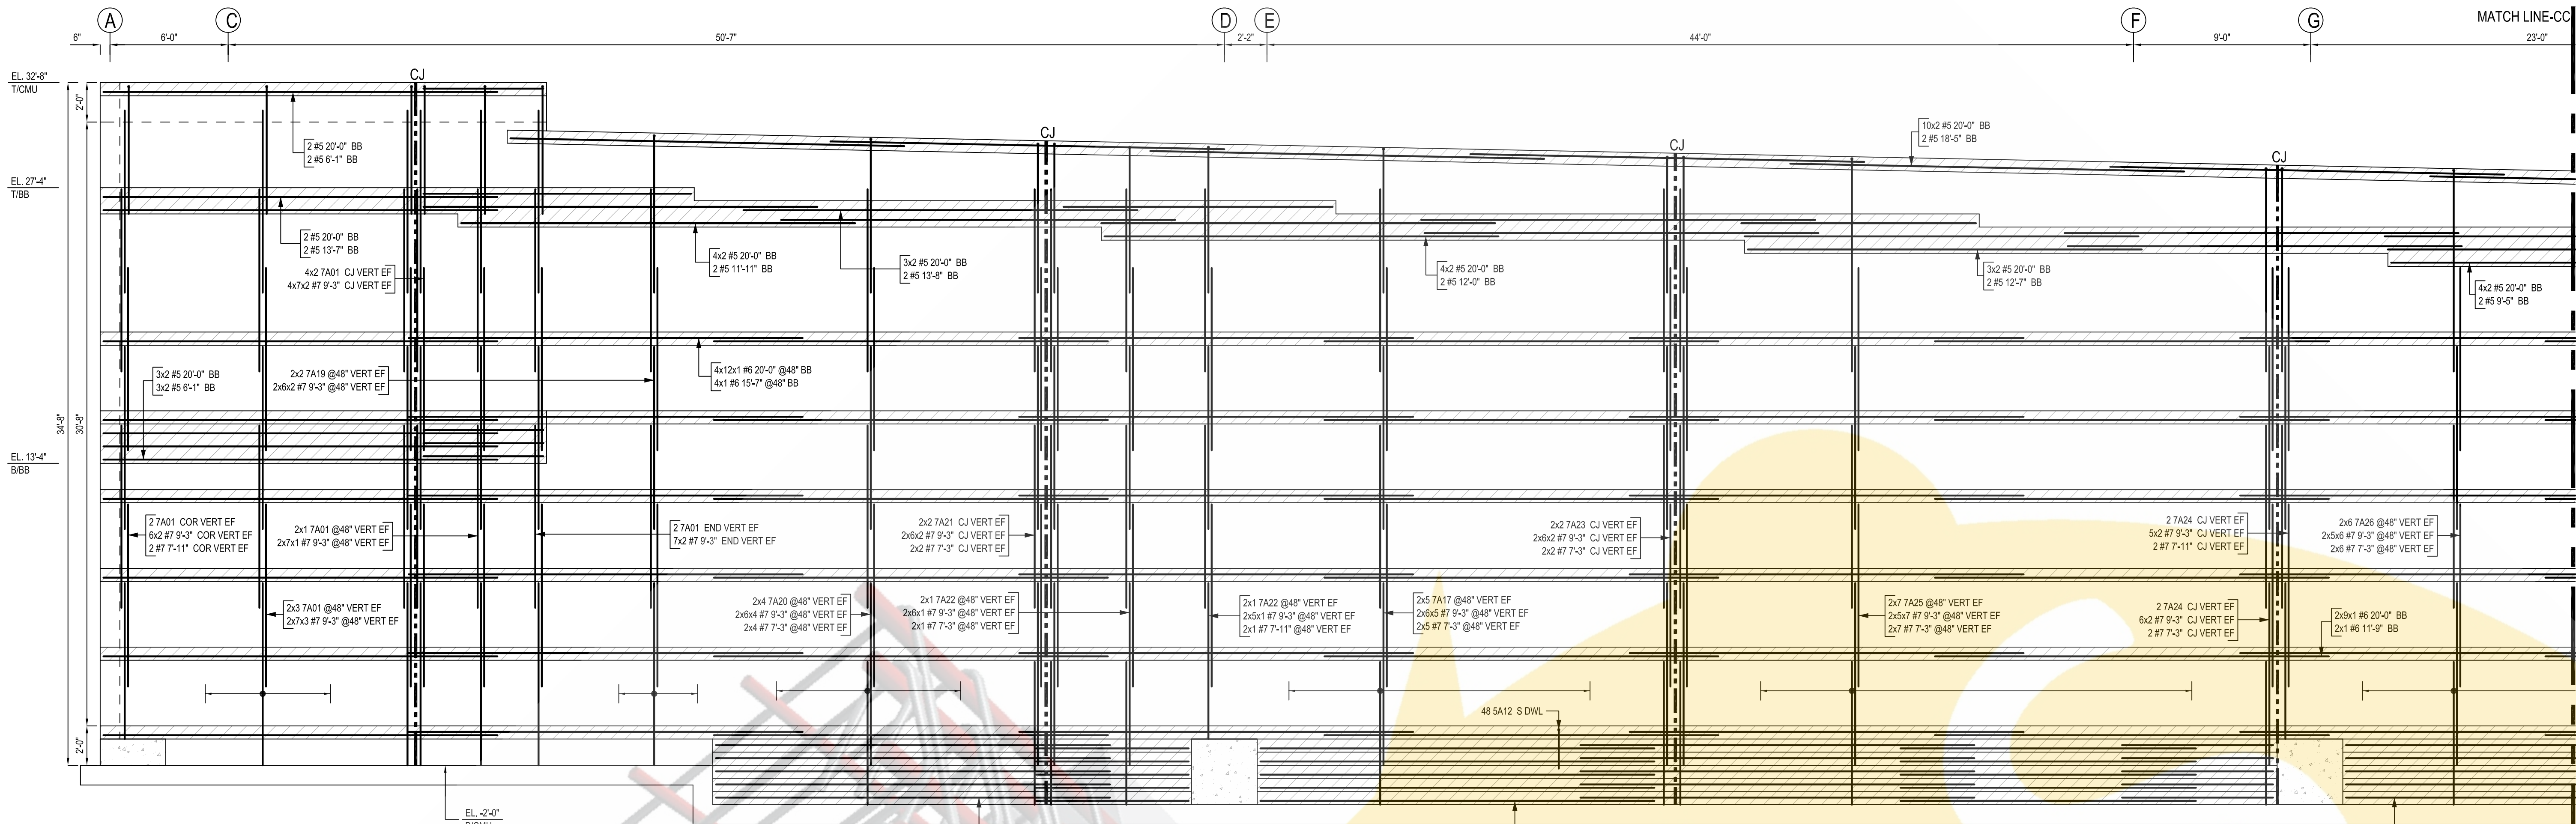 A
C
D
E
F
G
MATCH LINE-CC
6"
6'-0"
50'-7"
2'-2"
44'-0"
9'-0"
23'-0"
EL. 32'-8"
T/CMU
CJ
2'-0"
CJ
10x2 #5 20'-0" BB
2 #5 18'-5" BB
CJ
CJ
2 #5 20'-0" BB
2 #5 6'-1" BB
EL. 27'-4"
T/BB
2 #5 20'-0" BB
2 #5 13'-7" BB
4x2 7A01 CJ VERT EF
4x7x2 #7 9'-3" CJ VERT EF
4x2 #5 20'-0" BB
2 #5 11'-11" BB
3x2 #5 20'-0" BB
2 #5 13'-8" BB
4x2 #5 20'-0" BB
2 #5 12'-0" BB
3x2 #5 20'-0" BB
2 #5 12'-7" BB
4x2 #5 20'-0" BB
2 #5 9'-5" BB
3x2 #5 20'-0" BB
3x2 #5 6'-1" BB
2x2 7A19 @48" VERT EF
2x6x2 #7 9'-3" @48" VERT EF
4x12x1 #6 20'-0" @48" BB
4x1 #6 15'-7" @48" BB
34'-8"
30'-8"
EL. 13'-4"
B/BB
2 7A01 COR VERT EF
6x2 #7 9'-3" COR VERT EF
2 #7 7'-11" COR VERT EF
2x1 7A01 @48" VERT EF
2x7x1 #7 9'-3" @48" VERT EF
2 7A01 END VERT EF
7x2 #7 9'-3" END VERT EF
2x2 7A21 CJ VERT EF
2x6x2 #7 9'-3" CJ VERT EF
2x2 #7 7'-3" CJ VERT EF
2x2 7A23 CJ VERT EF
2x6x2 #7 9'-3" CJ VERT EF
2x2 #7 7'-3" CJ VERT EF
2 7A24 CJ VERT EF
5x2 #7 9'-3" CJ VERT EF
2 #7 7'-11" CJ VERT EF
2x6 7A26 @48" VERT EF
2x5x6 #7 9'-3" @48" VERT EF
2x6 #7 7'-3" @48" VERT EF
2x3 7A01 @48" VERT EF
2x7x3 #7 9'-3" @48" VERT EF
2x4 7A20 @48" VERT EF
2x6x4 #7 9'-3" @48" VERT EF
2x4 #7 7'-3" @48" VERT EF
2x1 7A22 @48" VERT EF
2x6x1 #7 9'-3" @48" VERT EF
2x1 #7 7'-3" @48" VERT EF
2x1 7A22 @48" VERT EF
2x5x1 #7 9'-3" @48" VERT EF
2x1 #7 7'-11" @48" VERT EF
2x5 7A17 @48" VERT EF
2x6x5 #7 9'-3" @48" VERT EF
2x5 #7 7'-3" @48" VERT EF
2x7 7A25 @48" VERT EF
2x5x7 #7 9'-3" @48" VERT EF
2x7 #7 7'-3" @48" VERT EF
2 7A24 CJ VERT EF
6x2 #7 9'-3" CJ VERT EF
2 #7 7'-3" CJ VERT EF
2x9x1 #6 20'-0" BB
2x1 #6 11'-9" BB
48 5A12 S DWL
2'-0"
EL. -2'-0"